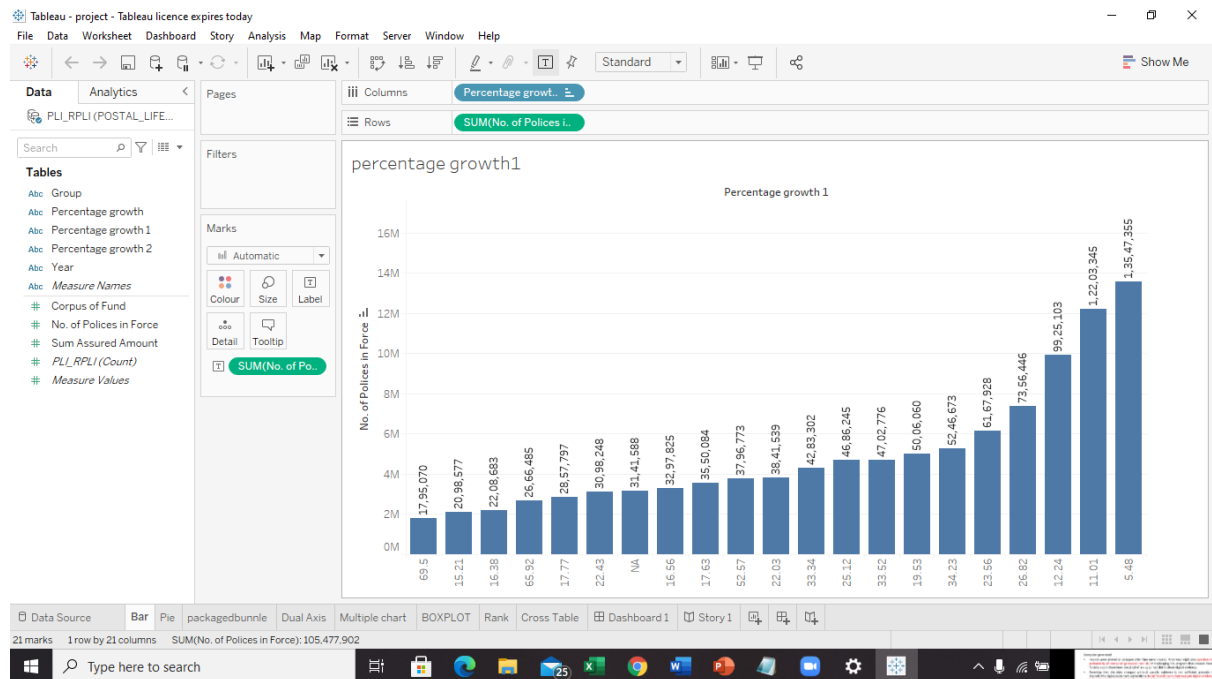 Tableau - project - Tableau licence expires today
File Data Worksheet Dashboard Story Analysis Map Format Server Window Help
Standard
Show Me
Data Analytics
Pages
iii Columns
Percentage growt..
PLI_RPLI (POSTAL_LIFE...
Rows
SUM(No. of Polices i..
Search
Filters
percentage growth1
Tables
Abc Group
Abc Percentage growth
Abc Percentage growth 1
Abc Percentage growth 2
Abc Year
Abc Measure Names
# Corpus of Fund
# No. of Polices in Force
# Sum Assured Amount
# PLI_RPLI (Count)
# Measure Values
Marks
Automatic
Colour Size Label
Detail Tooltip
SUM(No. of Po..
Percentage growth 1
No. of Polices in Force
16M
14M
12M
10M
8M
6M
4M
2M
0M
17,95,070
20,98,577
22,08,683
26,66,485
28,57,797
30,98,248
31,41,588
32,97,825
35,50,084
37,96,773
38,41,539
42,83,302
46,86,245
47,02,776
50,06,060
52,46,673
61,67,928
73,56,446
99,25,103
1,22,03,345
1,35,47,355
69.5
15.21
16.38
65.92
17.77
22.43
NA
16.56
17.63
52.57
22.03
33.34
25.12
33.52
19.53
34.23
23.56
26.82
12.24
11.01
5.48
Data Source Bar Pie packagedbunnle Dual Axis Multiple chart BOXPLOT Rank Cross Table Dashboard 1 Story 1
21 marks 1 row by 21 columns SUM(No. of Polices in Force): 105,477,902
Type here to search
25